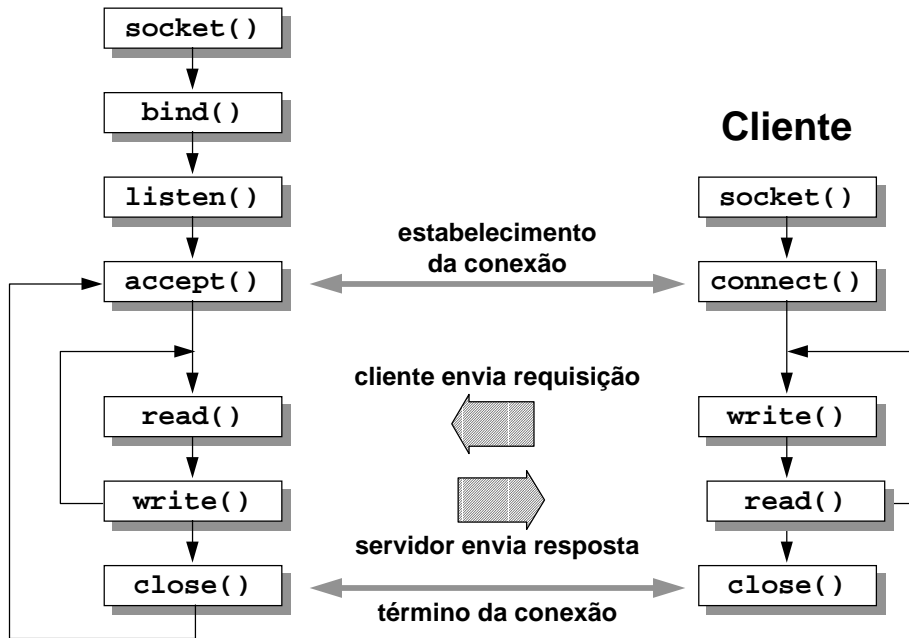 socket()
bind()
listen()
accept()
read()
write()
close()
estabelecimento
da conexão
cliente envia requisição
servidor envia resposta
término da conexão
Cliente
socket()
connect()
write()
read()
close()